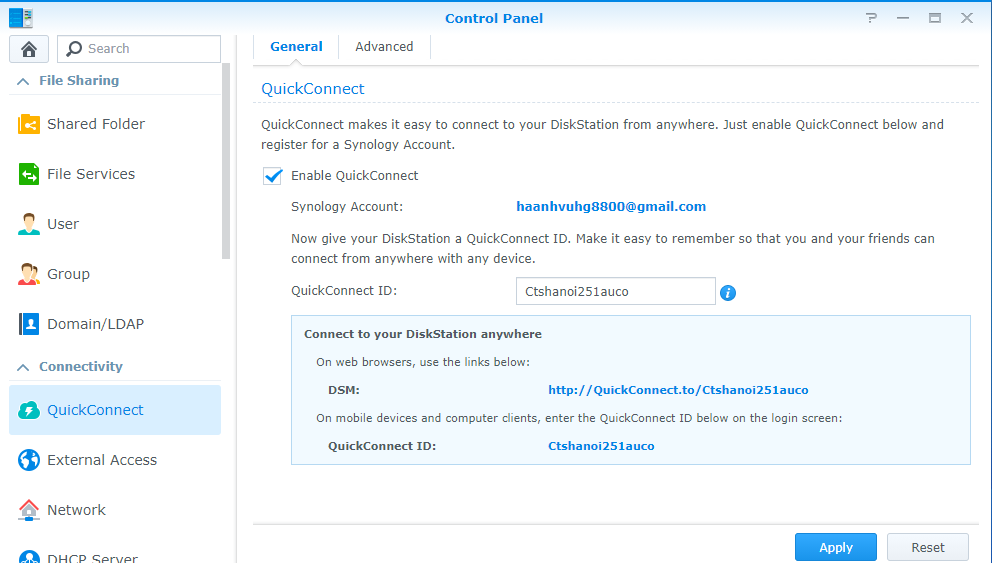 Control Panel
Search
General
Advanced
File Sharing
Shared Folder
File Services
User
Group
Domain/LDAP
Connectivity
QuickConnect
External Access
Network
DHCP Server
QuickConnect
QuickConnect makes it easy to connect to your DiskStation from anywhere. Just enable QuickConnect below and
register for a Synology Account.
Enable QuickConnect
Synology Account: haanhvuhg8800@gmail.com
Now give your DiskStation a QuickConnect ID. Make it easy to remember so that you and your friends can
connect from anywhere with any device.
QuickConnect ID: Ctshanoi251auco
Connect to your DiskStation anywhere
On web browsers, use the links below:
DSM: http://QuickConnect.to/Ctshanoi251auco
On mobile devices and computer clients, enter the QuickConnect ID below on the login screen:
QuickConnect ID: Ctshanoi251auco
Apply
Reset